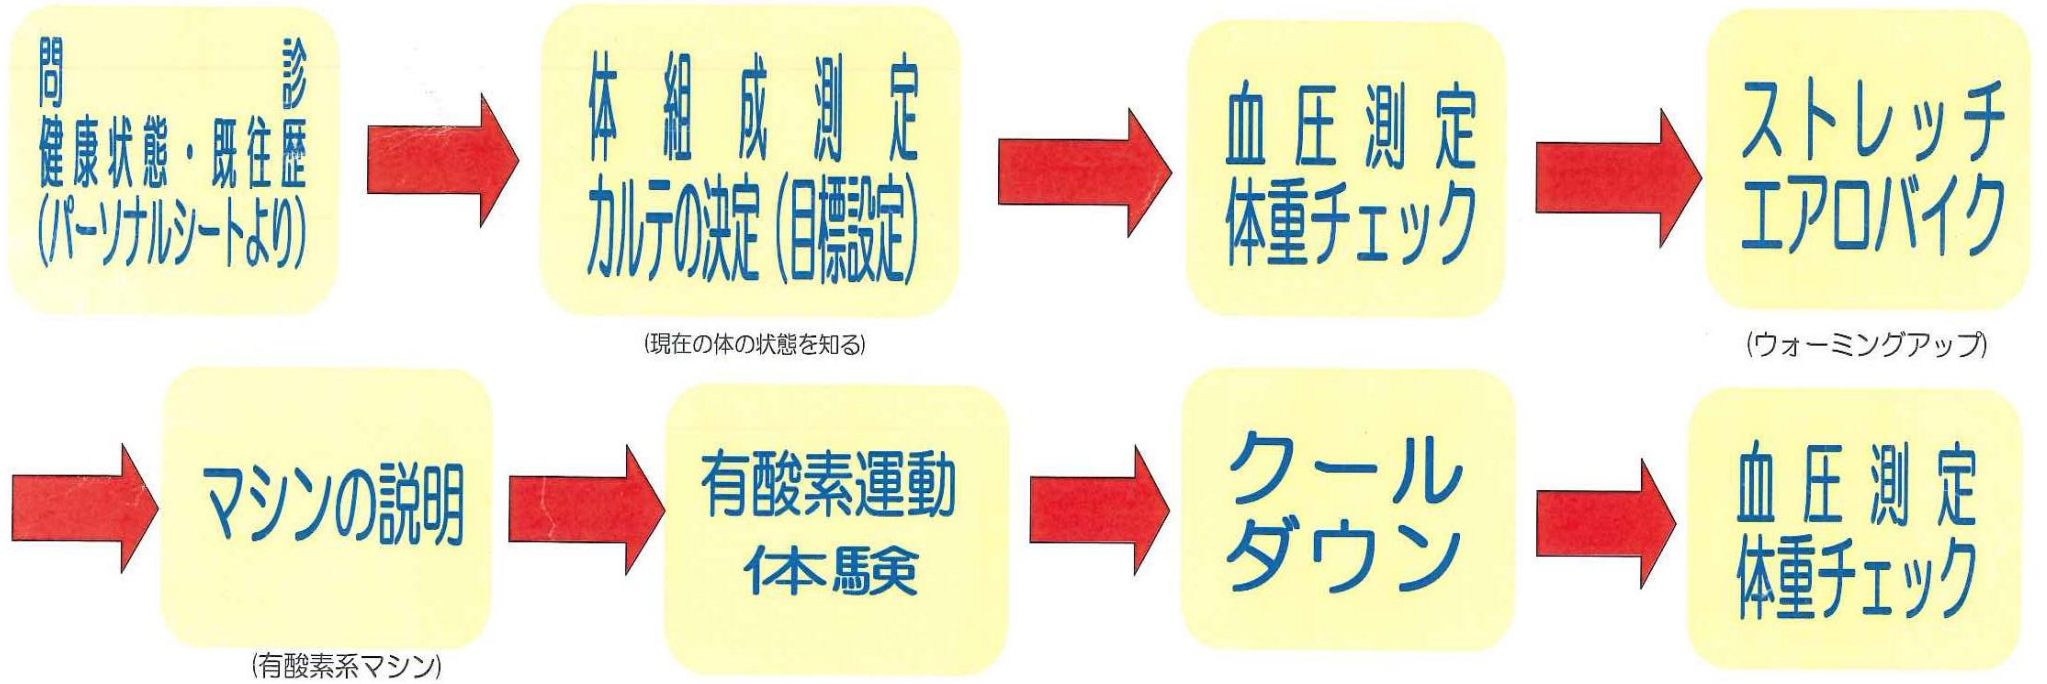 問診
健康状態・既往歴
(パーソナルシートより)
体組成測定
カルテの決定(目標設定)
(現在の体の状態を知る)
血圧測定
体重チェック
ストレッチ
エアロバイク
(ウォーミングアップ)
マシンの説明
(有酸素系マシン)
有酸素運動
体験
クール
ダウン
血圧測定
体重チェック